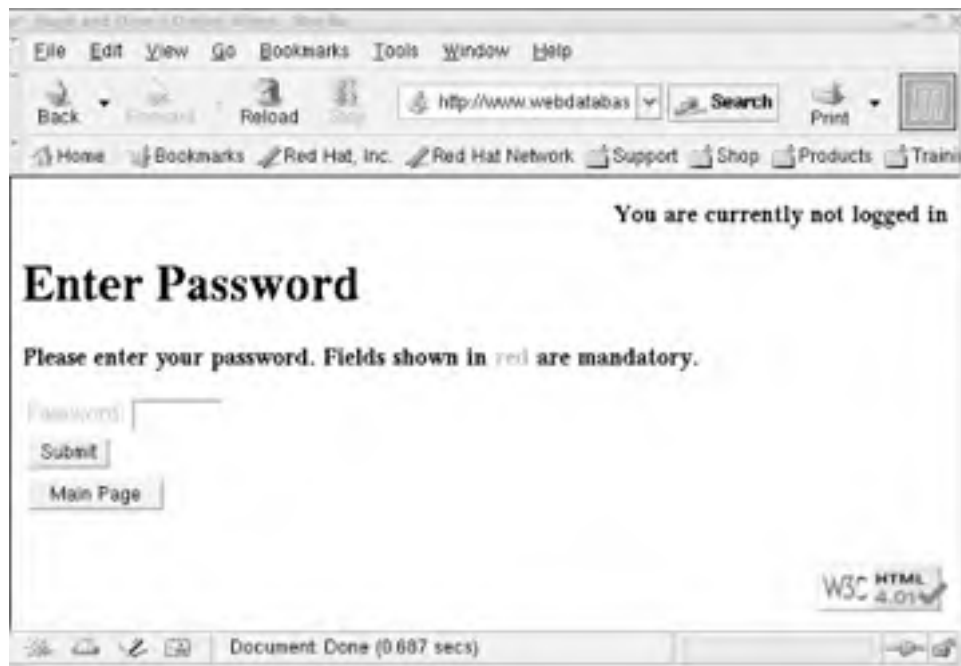 File Edit View Go Bookmarks Tools Window Help
Back Forward Reload Stop http://www.webdatabas Search Print
Home Bookmarks Red Hat, Inc. Red Hat Network Support Shop Products Traini
You are currently not logged in
Enter Password
Please enter your password. Fields shown in red are mandatory.
Password:
Submit
Main Page
W3C HTML 4.01
Document: Done (0.687 secs)